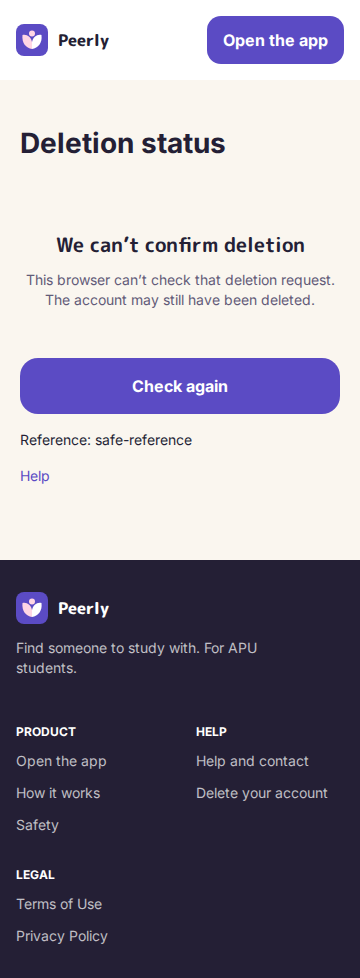 Peerly
Open the app
Deletion status
We can’t confirm deletion
This browser can’t check that deletion request.
The account may still have been deleted.
Check again
Reference: safe-reference
Help
Peerly
Find someone to study with. For APU
students.
PRODUCT
Open the app
How it works
Safety
HELP
Help and contact
Delete your account
LEGAL
Terms of Use
Privacy Policy